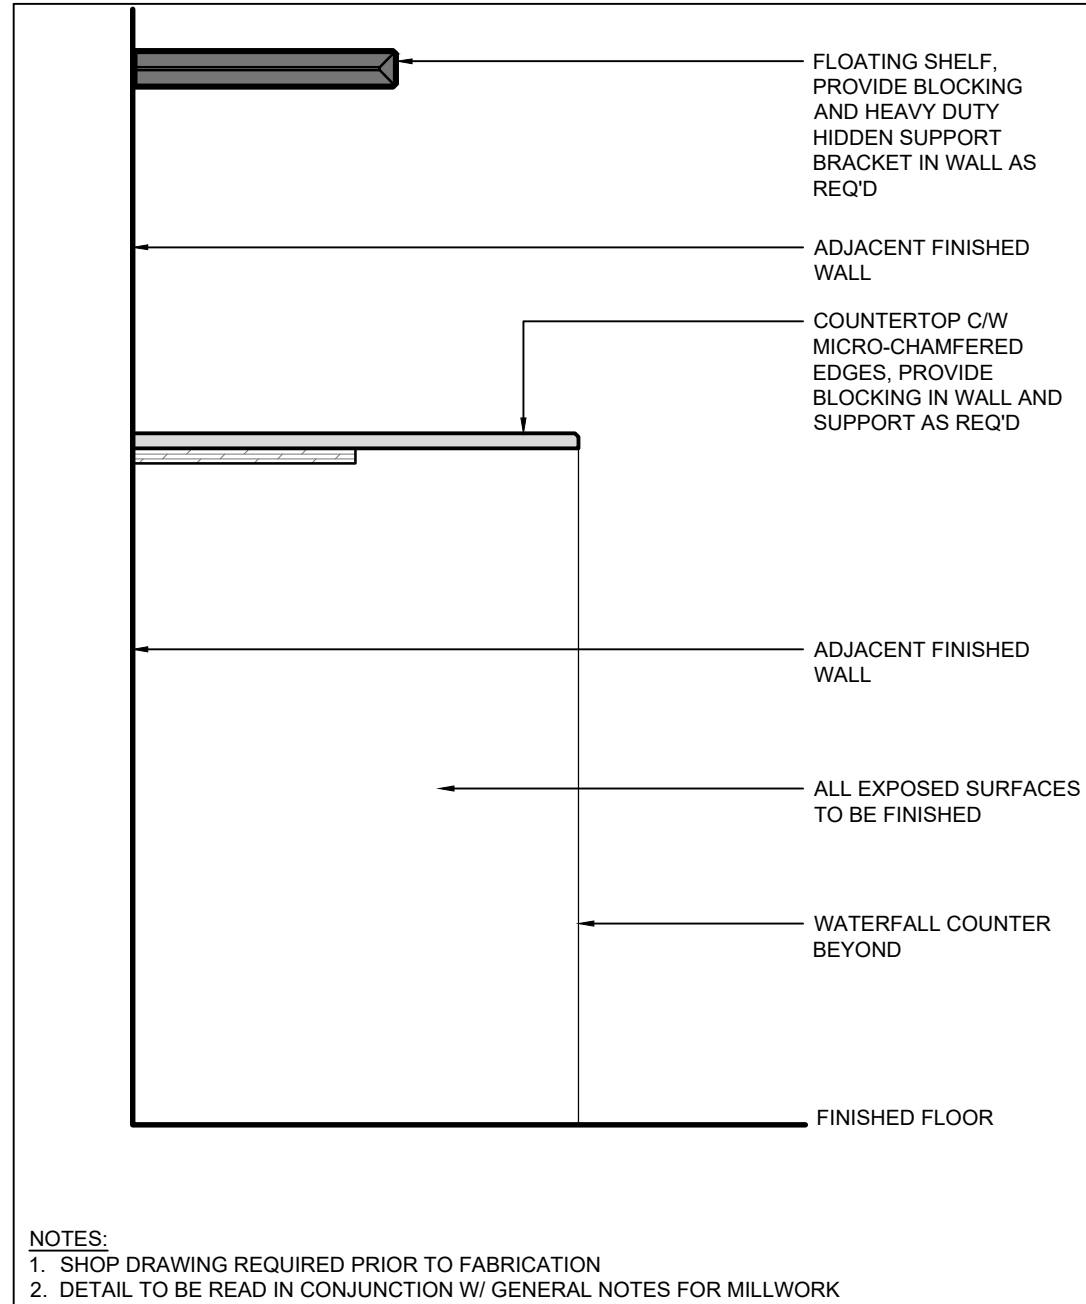 FLOATING SHELF,
PROVIDE BLOCKING
AND HEAVY DUTY
HIDDEN SUPPORT
BRACKET IN WALL AS
REQ'D
ADJACENT FINISHED
WALL
COUNTERTOP C/W
MICRO-CHAMFERED
EDGES, PROVIDE
BLOCKING IN WALL AND
SUPPORT AS REQ'D
ADJACENT FINISHED
WALL
ALL EXPOSED SURFACES
TO BE FINISHED
WATERFALL COUNTER
BEYOND
FINISHED FLOOR
NOTES:
1. SHOP DRAWING REQUIRED PRIOR TO FABRICATION
2. DETAIL TO BE READ IN CONJUNCTION W/ GENERAL NOTES FOR MILLWORK